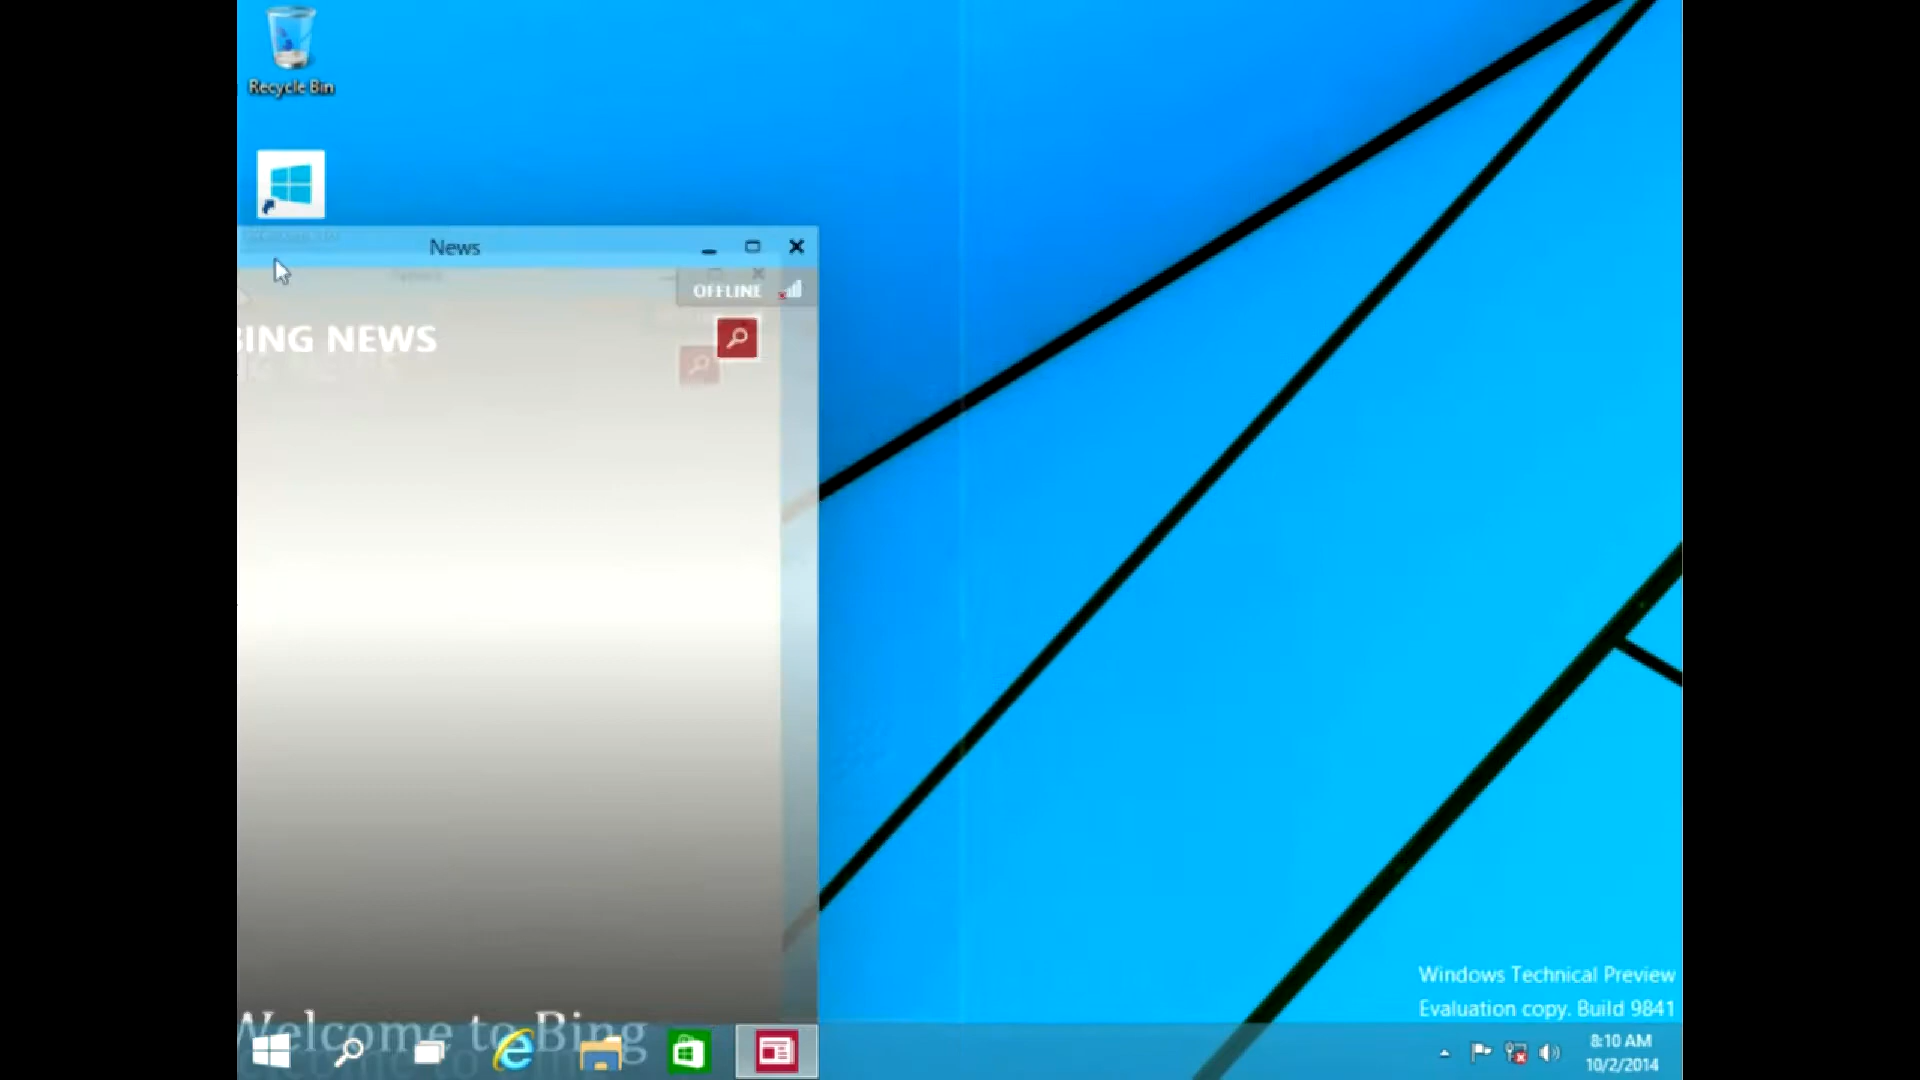 Recycle Bin
News
OFFLINE
BING NEWS
Welcome to Bing
Windows Technical Preview
Evaluation copy. Build 9841
8:10 AM
10/2/2014